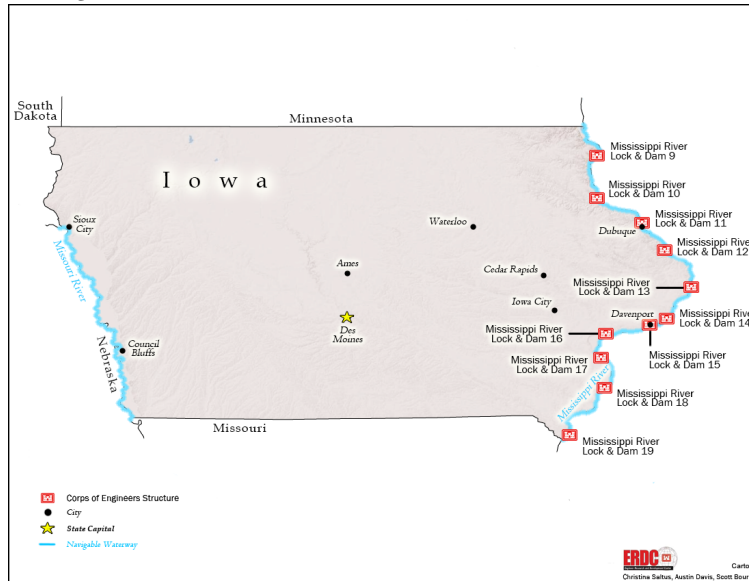 South
Dakota
Minnesota
Iowa
Mississippi River
Lock & Dam 9
Mississippi River
Lock & Dam 10
Mississippi River
Lock & Dam 11
Dubuque
Mississippi River
Lock & Dam 12
Sioux
City
Waterloo
Missouri River
Ames
Cedar Rapids
Mississippi River
Lock & Dam 13
Iowa City
Davenport
Mississippi River
Lock & Dam 14
Des
Moines
Mississippi River
Lock & Dam 16
Mississippi River
Lock & Dam 15
Council
Bluffs
Nebraska
Mississippi River
Lock & Dam 17
Mississippi River
Mississippi River
Lock & Dam 18
Missouri
Mississippi River
Lock & Dam 19
Corps of Engineers Structure
City
State Capital
Navigable Waterway
ERDC
Carto
Christina Saltus, Austin Davis, Scott Bour